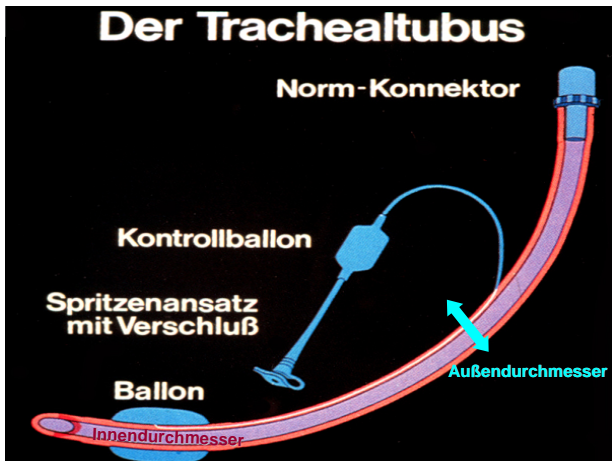 Der Trachealtubus
Norm-Konnektor
Kontrollballon
Spritzenansatz
mit Verschluß
Außendurchmesser
Ballon
Innendurchmesser